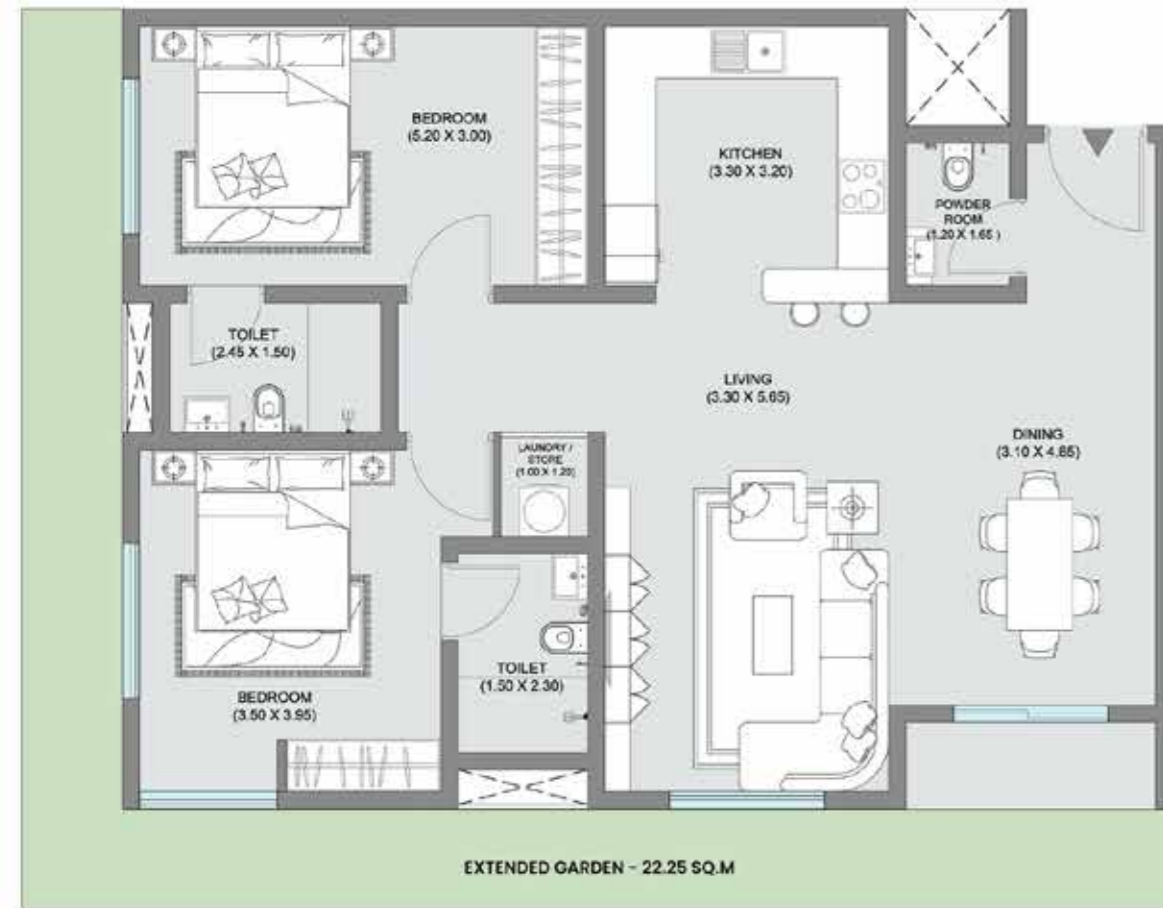 BEDROOM
(5.20 X 3.00)
KITCHEN
(3.30 X 3.20)
POWDER
ROOM
(1.20 X 1.65 )
TOILET
(2.45 X 1.50)
LIVING
(3.30 X 5.65)
DINING
(3.10 X 4.65)
LAUNDRY /
STORE
(1.00 X 1.20)
TOILET
(1.50 X 2.30)
BEDROOM
(3.50 X 3.95)
EXTENDED GARDEN - 22.25 SQ.M